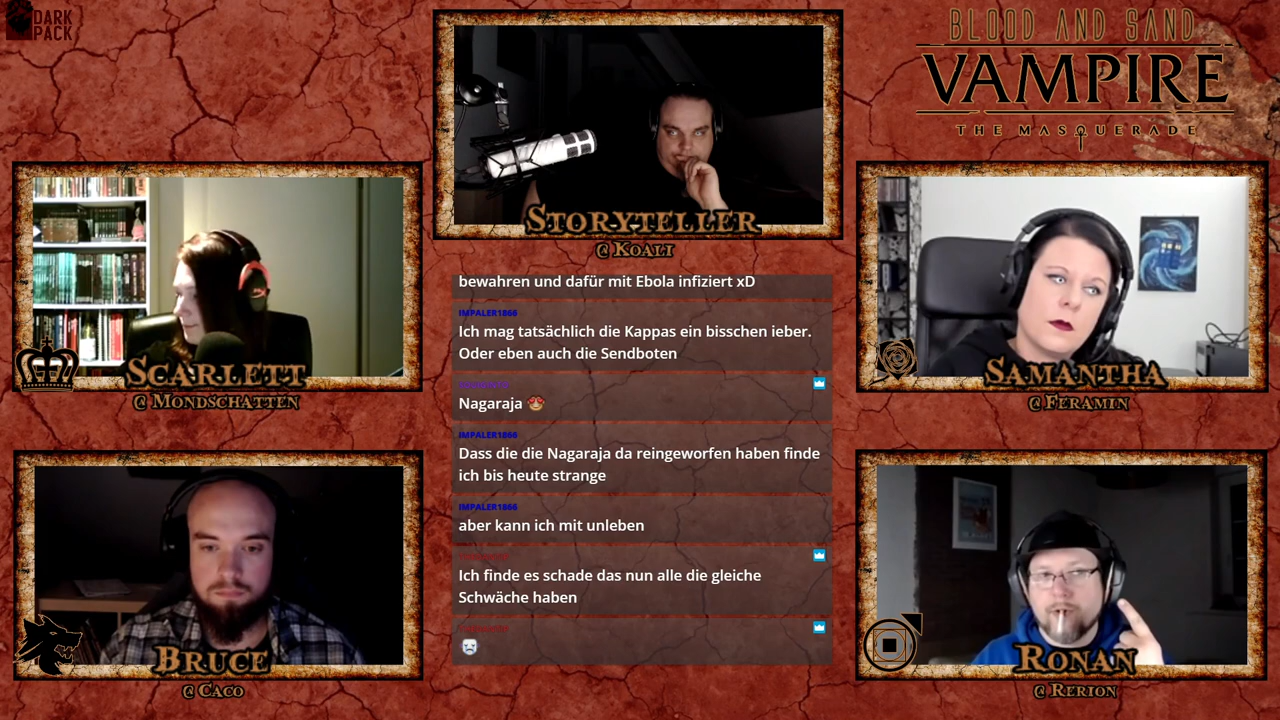 DARK
PACK
BLOOD AND SAND
VAMPIRE
THE MASQUERADE
STORYTELLER
@ KOALI
SCARLETT
@ MONDSCHATTEN
SAMANTHA
@ FERAMIN
bewahren und dafür mit Ebola infiziert xD
IMPALER1866
Ich mag tatsächlich die Kappas ein bisschen ieber.
Oder eben auch die Sendboten
Nagaraja 😍
IMPALER1866
Dass die die Nagaraja da reingeworfen haben finde
ich bis heute strange
IMPALER1866
aber kann ich mit unleben
Ich finde es schade das nun alle die gleiche
Schwäche haben
BRUCE
@ CACO
RONAN
@ RERION